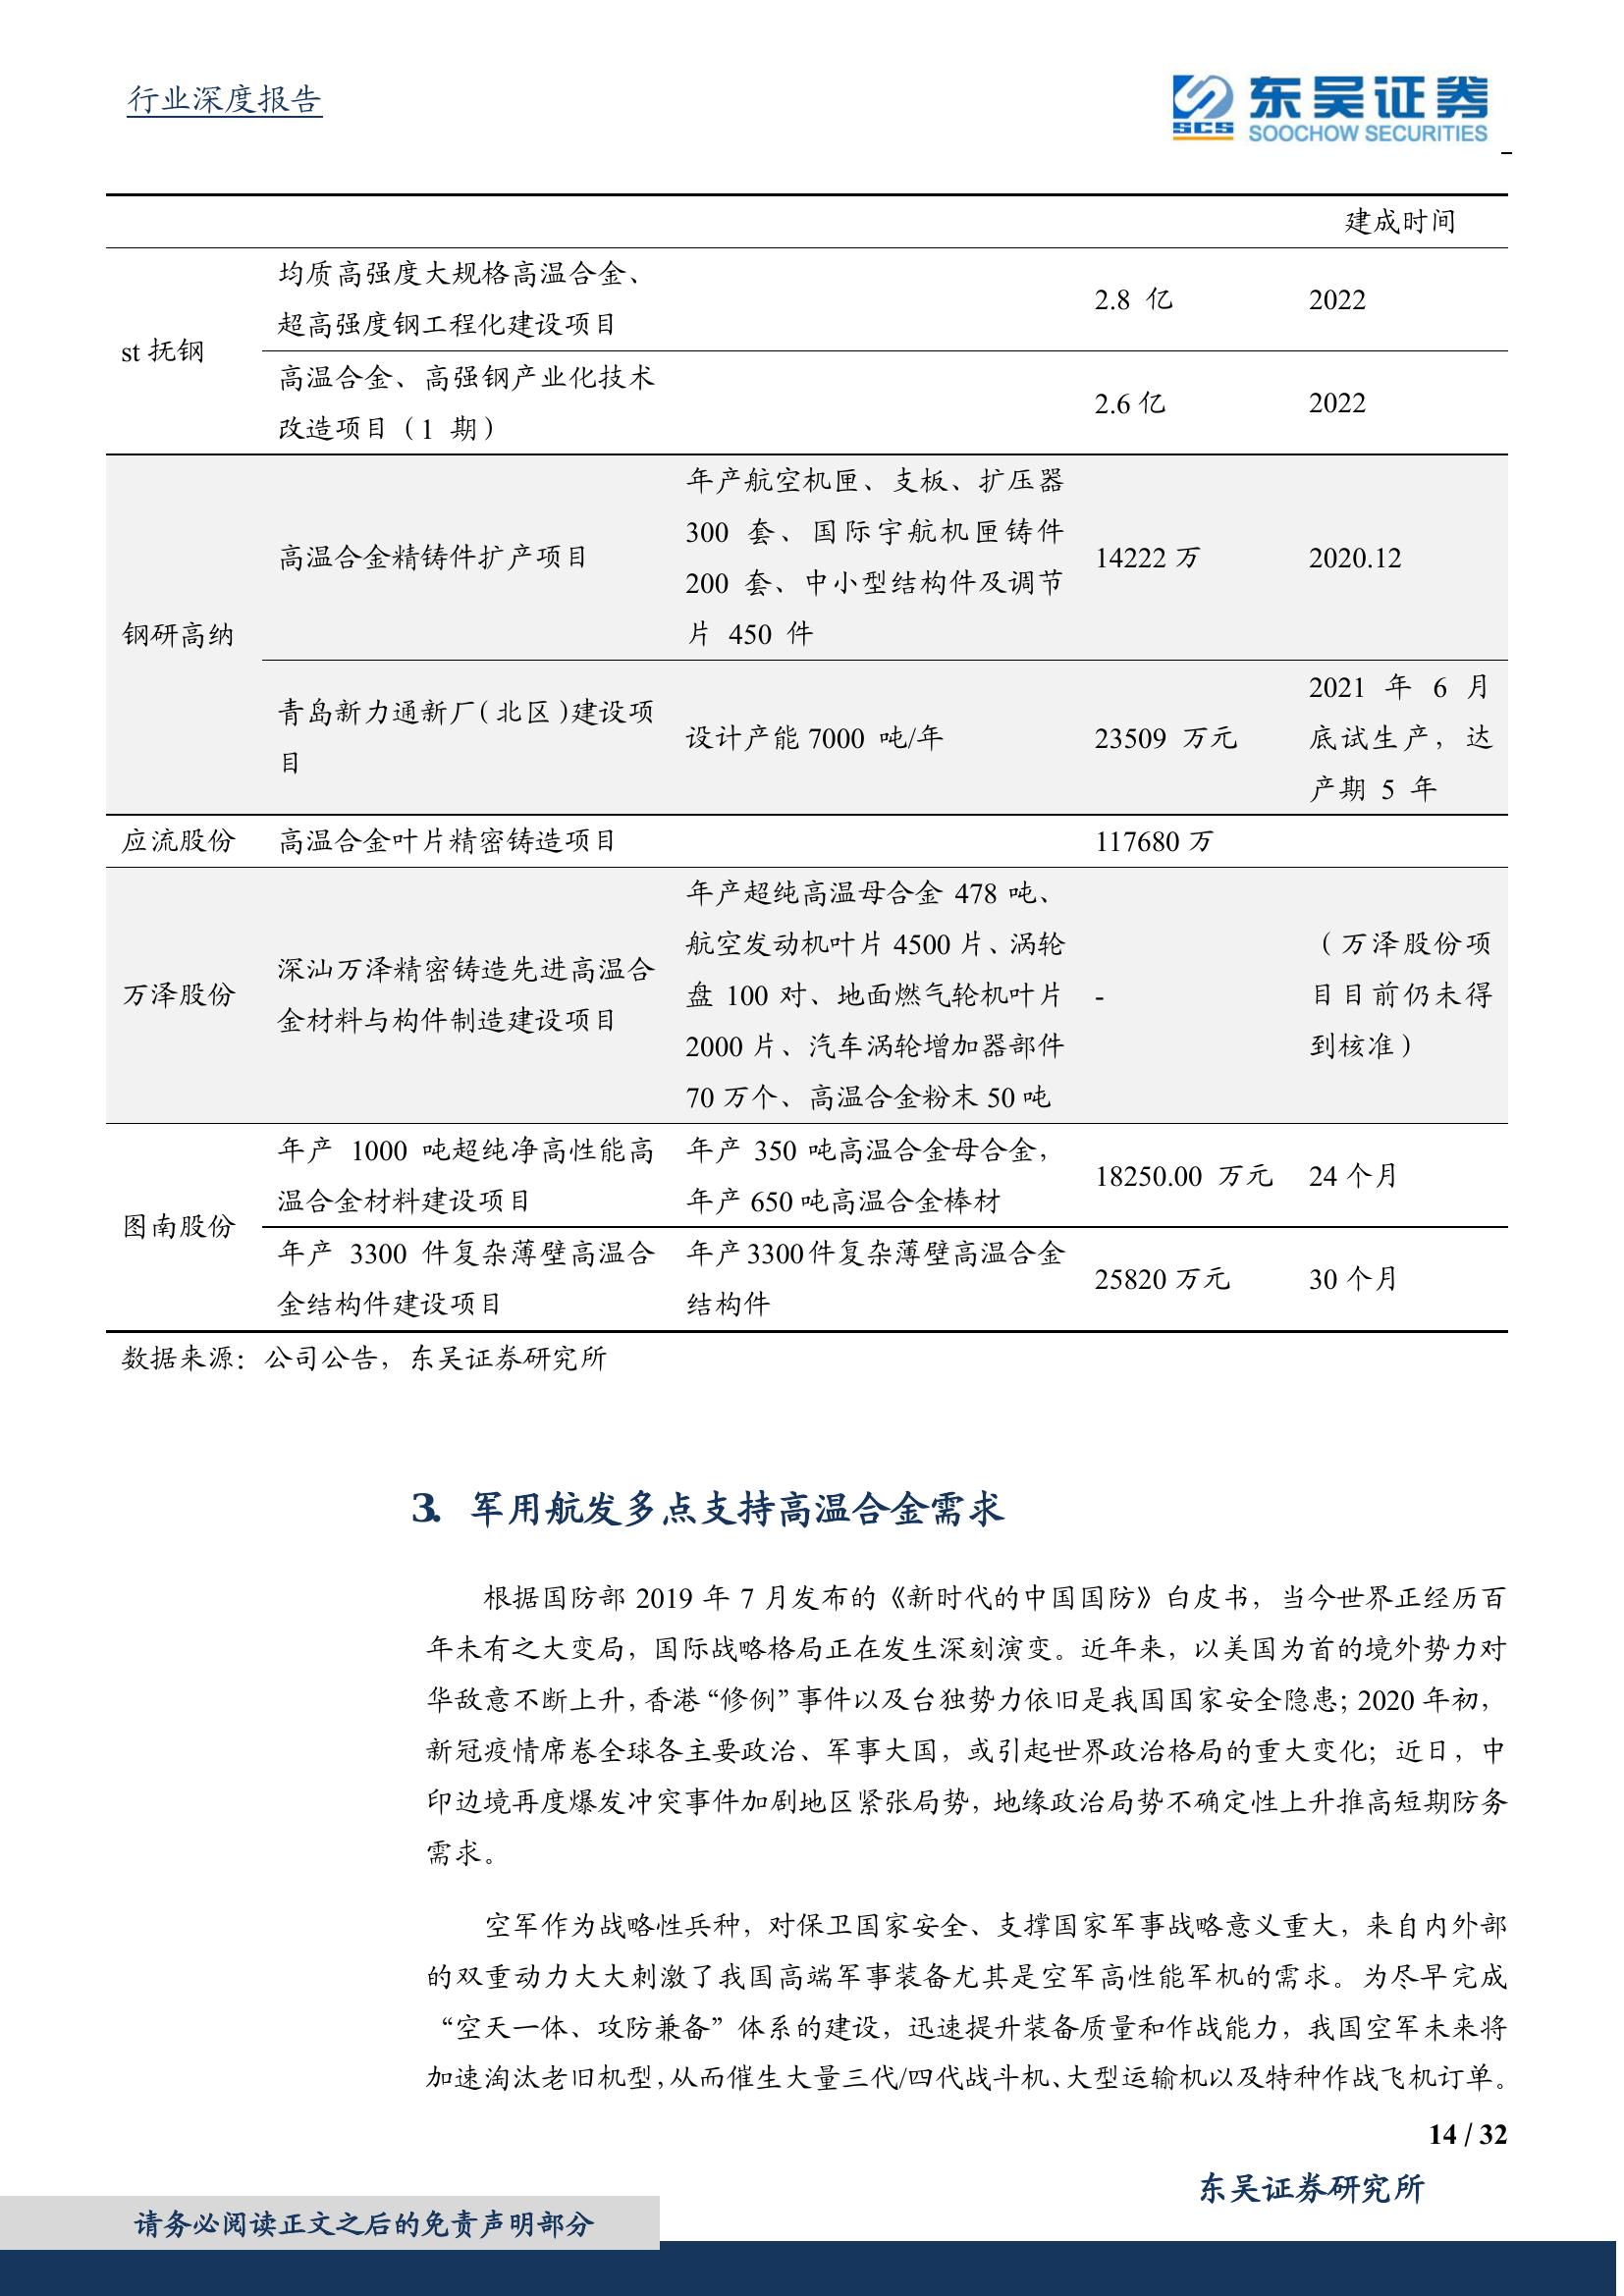 行业深度报告
SCS 东吴证券
SOOCHOW SECURITIES
建成时间
st 抚钢
均质高强度大规格高温合金、
超高强度钢工程化建设项目
2.8 亿
2022
高温合金、高强钢产业化技术
改造项目（1 期）
2.6 亿
2022
钢研高纳
高温合金精铸件扩产项目
年产航空机匣、支板、扩压器
300 套、国际宇航机匣铸件
200 套、中小型结构件及调节
片 450 件
14222 万
2020.12
青岛新力通新厂(北区)建设项
目
设计产能 7000 吨/年
23509 万元
2021 年 6 月
底试生产，达
产期 5 年
应流股份
高温合金叶片精密铸造项目
117680 万
万泽股份
深汕万泽精密铸造先进高温合
金材料与构件制造建设项目
年产超纯高温母合金 478 吨、
航空发动机叶片 4500 片、涡轮
盘 100 对、地面燃气轮机叶片
2000 片、汽车涡轮增加器部件
70 万个、高温合金粉末 50 吨
-
（万泽股份项
目目前仍未得
到核准）
图南股份
年产 1000 吨超纯净高性能高
温合金材料建设项目
年产 350 吨高温合金母合金，
年产 650 吨高温合金棒材
18250.00 万元
24 个月
年产 3300 件复杂薄壁高温合
金结构件建设项目
年产 3300 件复杂薄壁高温合金
结构件
25820 万元
30 个月
数据来源：公司公告，东吴证券研究所
3. 军用航发多点支持高温合金需求
根据国防部 2019 年 7 月发布的《新时代的中国国防》白皮书，当今世界正经历百
年未有之大变局，国际战略格局正在发生深刻演变。近年来，以美国为首的境外势力对
华敌意不断上升，香港“修例”事件以及台独势力依旧是我国国家安全隐患；2020 年初，
新冠疫情席卷全球各主要政治、军事大国，或引起世界政治格局的重大变化；近日，中
印边境再度爆发冲突事件加剧地区紧张局势，地缘政治局势不确定性上升推高短期防务
需求。
空军作为战略性兵种，对保卫国家安全、支撑国家军事战略意义重大，来自内外部
的双重动力大大刺激了我国高端军事装备尤其是空军高性能军机的需求。为尽早完成
“空天一体、攻防兼备”体系的建设，迅速提升装备质量和作战能力，我国空军未来将
加速淘汰老旧机型，从而催生大量三代/四代战斗机、大型运输机以及特种作战飞机订单。
14 / 32
东吴证券研究所
请务必阅读正文之后的免责声明部分